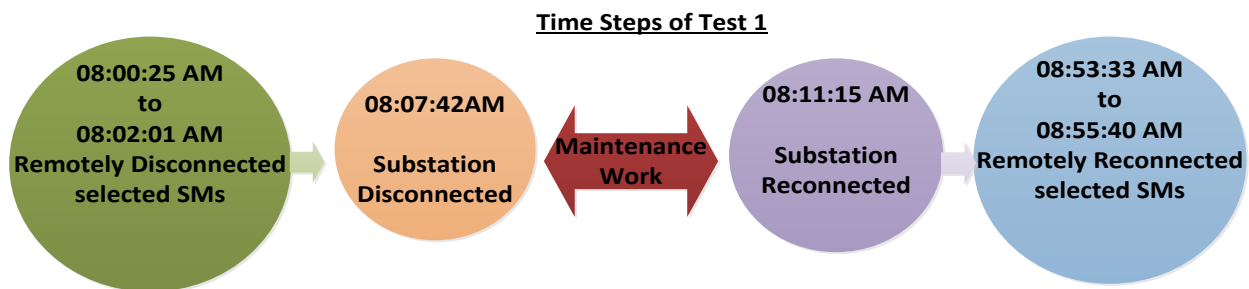 Time Steps of Test 1
08:00:25 AM
to
08:02:01 AM
Remotely Disconnected
selected SMs
08:07:42AM
Substation
Disconnected
Maintenance
Work
08:11:15 AM
Substation
Reconnected
08:53:33 AM
to
08:55:40 AM
Remotely Reconnected
selected SMs